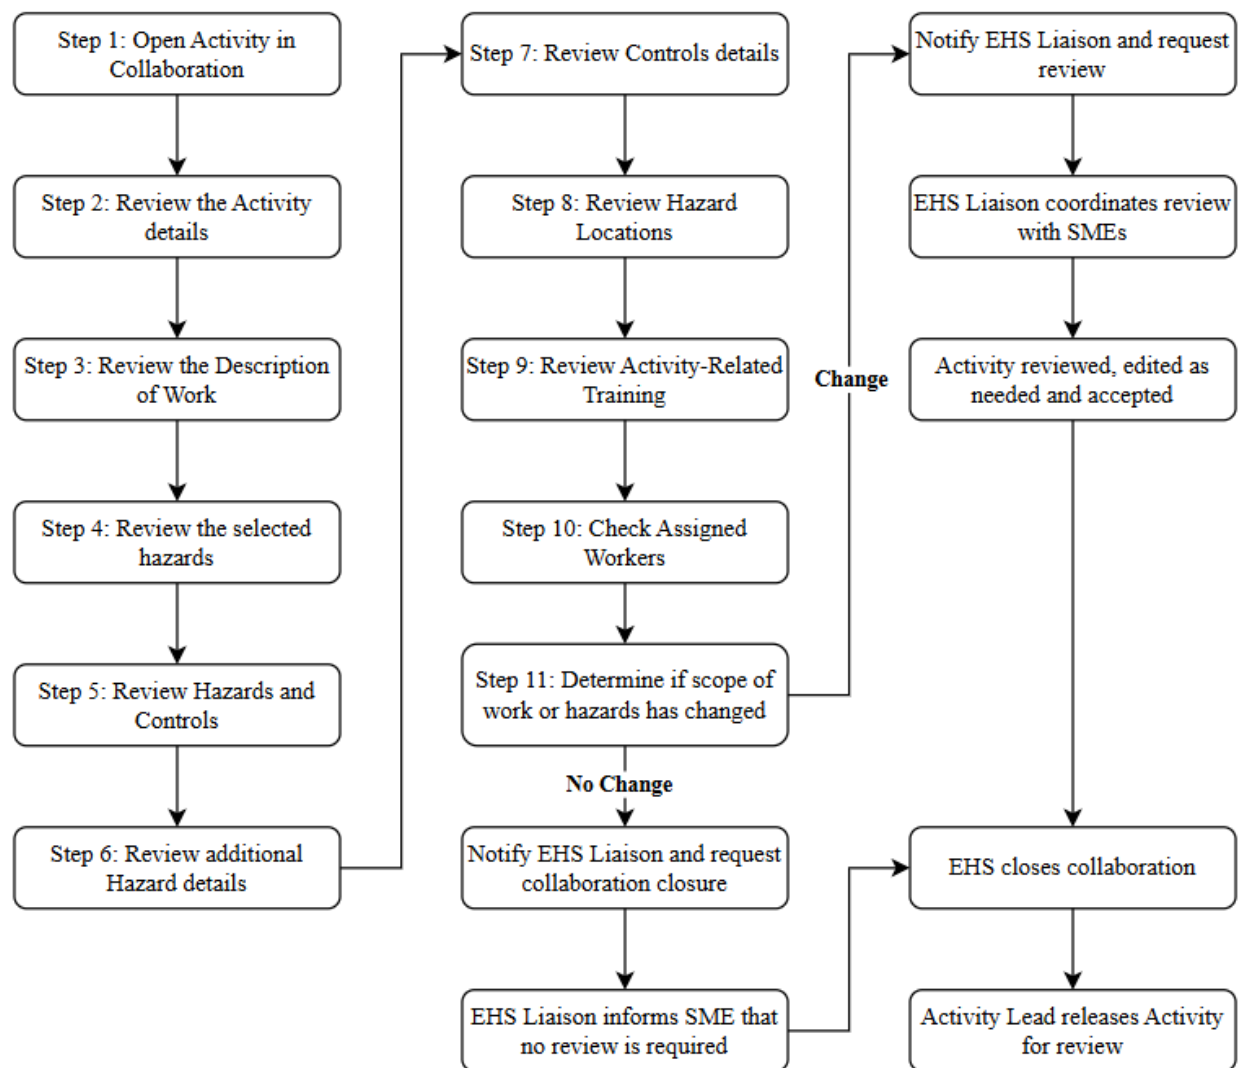 Step 1: Open Activity in
Collaboration
Step 2: Review the Activity
details
Step 3: Review the Description
of Work
Step 4: Review the selected
hazards
Step 5: Review Hazards and
Controls
Step 6: Review additional
Hazard details
Step 7: Review Controls details
Step 8: Review Hazard
Locations
Step 9: Review Activity-Related
Training
Step 10: Check Assigned
Workers
Step 11: Determine if scope of
work or hazards has changed
No Change
Notify EHS Liaison and request
collaboration closure
EHS Liaison informs SME that
no review is required
Change
Notify EHS Liaison and request
review
EHS Liaison coordinates review
with SMEs
Activity reviewed, edited as
needed and accepted
EHS closes collaboration
Activity Lead releases Activity
for review